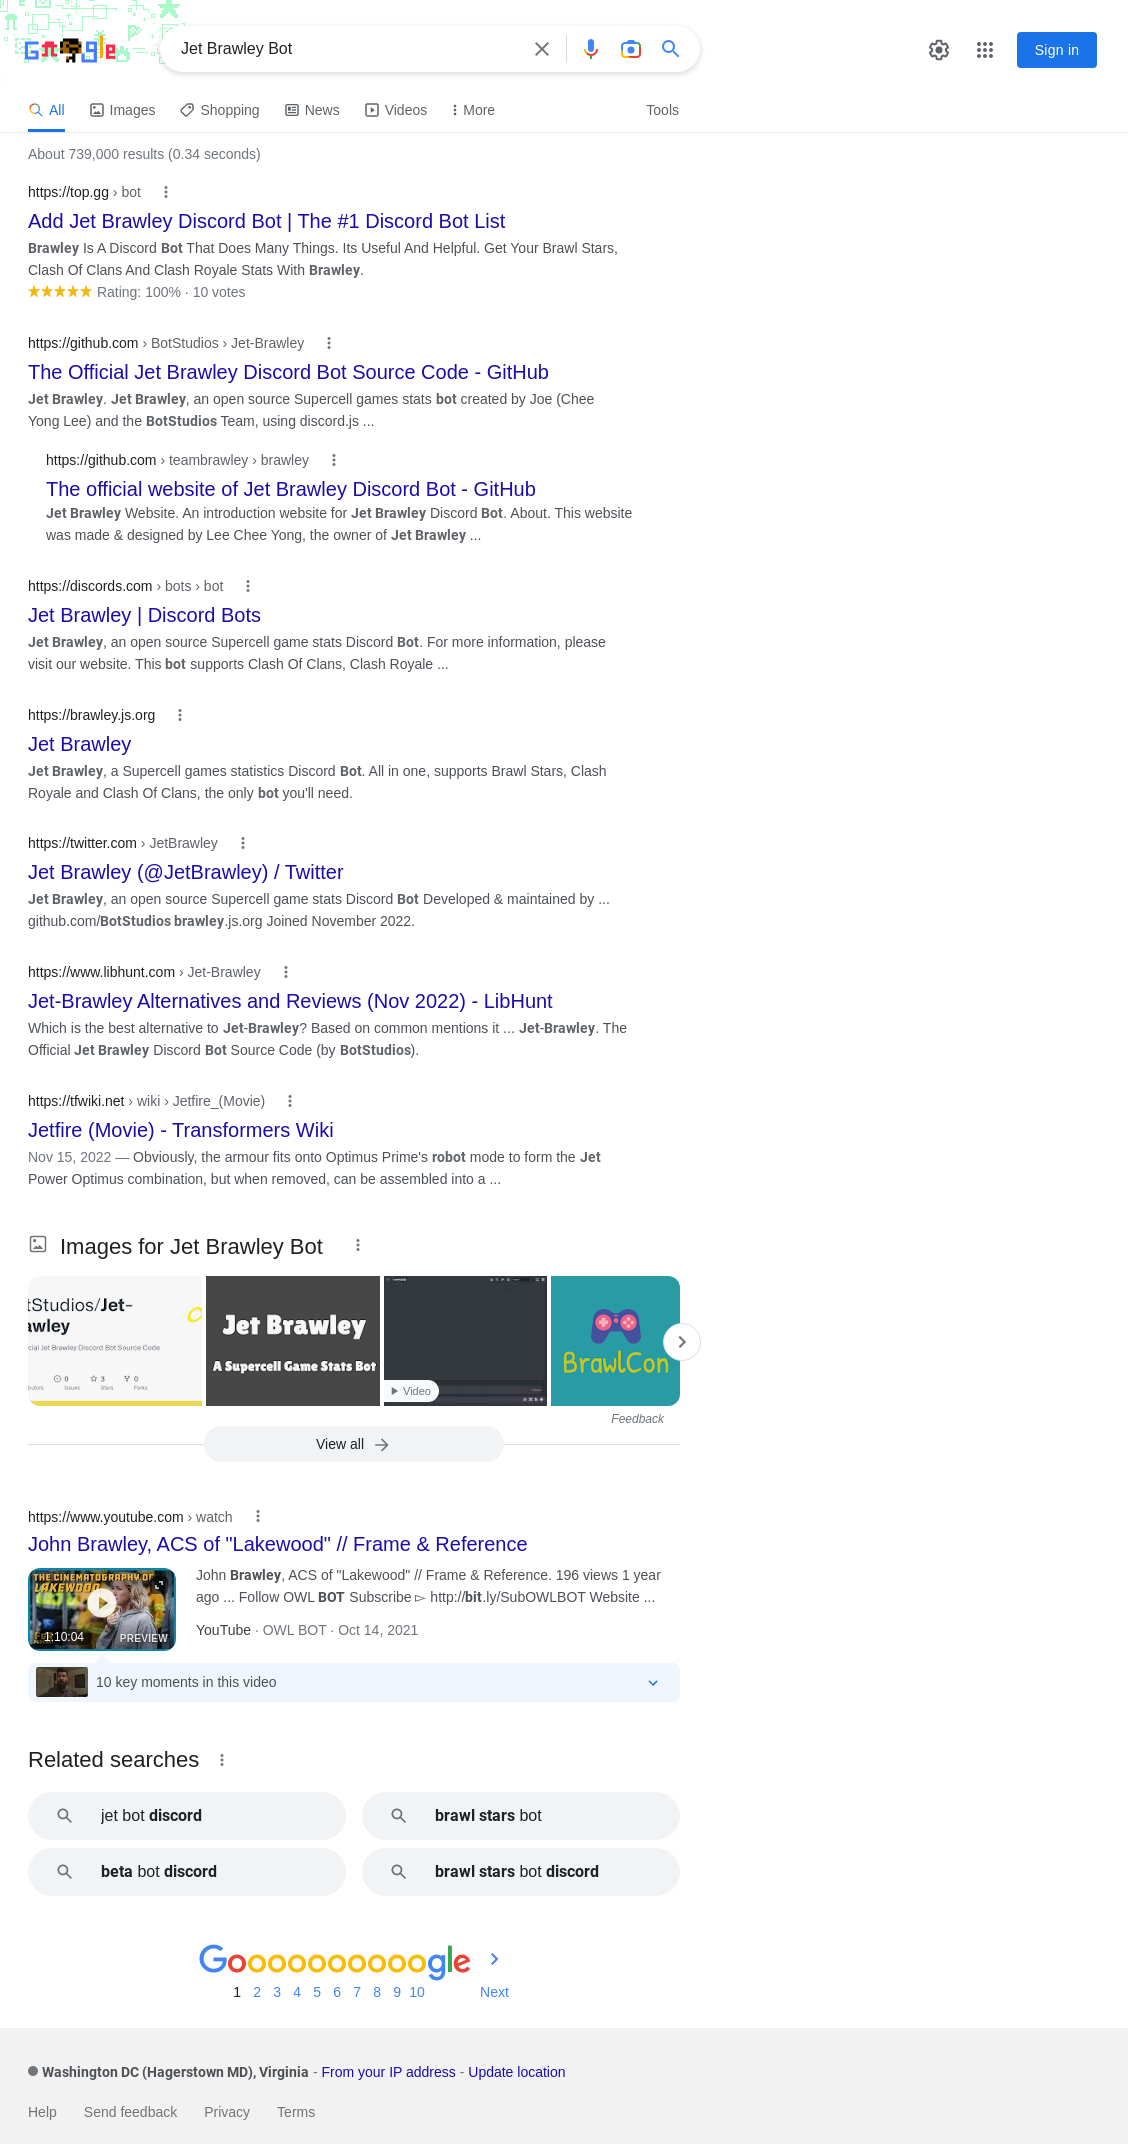 Google
Jet Brawley Bot
Sign in
All Images Shopping News Videos More Tools
About 739,000 results (0.34 seconds)
https://top.gg › bot
Add Jet Brawley Discord Bot | The #1 Discord Bot List
Brawley Is A Discord Bot That Does Many Things. Its Useful And Helpful. Get Your Brawl Stars,
Clash Of Clans And Clash Royale Stats With Brawley.
Rating: 100% · 10 votes
https://github.com › BotStudios › Jet-Brawley
The Official Jet Brawley Discord Bot Source Code - GitHub
Jet Brawley. Jet Brawley, an open source Supercell games stats bot created by Joe (Chee
Yong Lee) and the BotStudios Team, using discord.js ...
https://github.com › teambrawley › brawley
The official website of Jet Brawley Discord Bot - GitHub
Jet Brawley Website. An introduction website for Jet Brawley Discord Bot. About. This website
was made & designed by Lee Chee Yong, the owner of Jet Brawley ...
https://discords.com › bots › bot
Jet Brawley | Discord Bots
Jet Brawley, an open source Supercell game stats Discord Bot. For more information, please
visit our website. This bot supports Clash Of Clans, Clash Royale ...
https://brawley.js.org
Jet Brawley
Jet Brawley, a Supercell games statistics Discord Bot. All in one, supports Brawl Stars, Clash
Royale and Clash Of Clans, the only bot you'll need.
https://twitter.com › JetBrawley
Jet Brawley (@JetBrawley) / Twitter
Jet Brawley, an open source Supercell game stats Discord Bot Developed & maintained by ...
github.com/BotStudios brawley.js.org Joined November 2022.
https://www.libhunt.com › Jet-Brawley
Jet-Brawley Alternatives and Reviews (Nov 2022) - LibHunt
Which is the best alternative to Jet-Brawley? Based on common mentions it ... Jet-Brawley. The
Official Jet Brawley Discord Bot Source Code (by BotStudios).
https://tfwiki.net › wiki › Jetfire_(Movie)
Jetfire (Movie) - Transformers Wiki
Nov 15, 2022 — Obviously, the armour fits onto Optimus Prime's robot mode to form the Jet
Power Optimus combination, but when removed, can be assembled into a ...
Images for Jet Brawley Bot
tStudios/Jet-
awley
cial Jet Brawley Discord Bot Source Code
0 3 0
butors Issues Stars Forks
Jet Brawley
A Supercell Game Stats Bot
Video
BrawlCon
Feedback
View all
https://www.youtube.com › watch
John Brawley, ACS of "Lakewood" // Frame & Reference
THE CINEMATOGRAPHY OF
LAKEWOOD
1:10:04
PREVIEW
John Brawley, ACS of "Lakewood" // Frame & Reference. 196 views 1 year
ago ... Follow OWL BOT Subscribe ▻ http://bit.ly/SubOWLBOT Website ...
YouTube · OWL BOT · Oct 14, 2021
10 key moments in this video
Related searches
jet bot discord
brawl stars bot
beta bot discord
brawl stars bot discord
Goooooooooogle
1 2 3 4 5 6 7 8 9 10 Next
Washington DC (Hagerstown MD), Virginia - From your IP address - Update location
Help Send feedback Privacy Terms